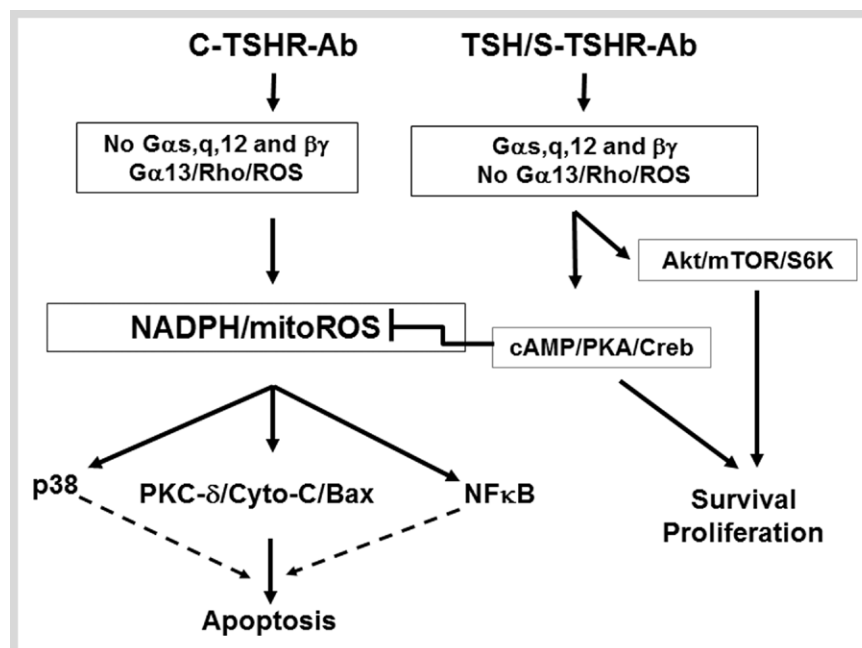 C-TSHR-Ab
TSH/S-TSHR-Ab
No Gαs,q,12 and βγ
Gα13/Rho/ROS
Gαs,q,12 and βγ
No Gα13/Rho/ROS
Akt/mTOR/S6K
NADPH/mitoROS
cAMP/PKA/Creb
p38
PKC-δ/Cyto-C/Bax
NFκB
Survival
Proliferation
Apoptosis